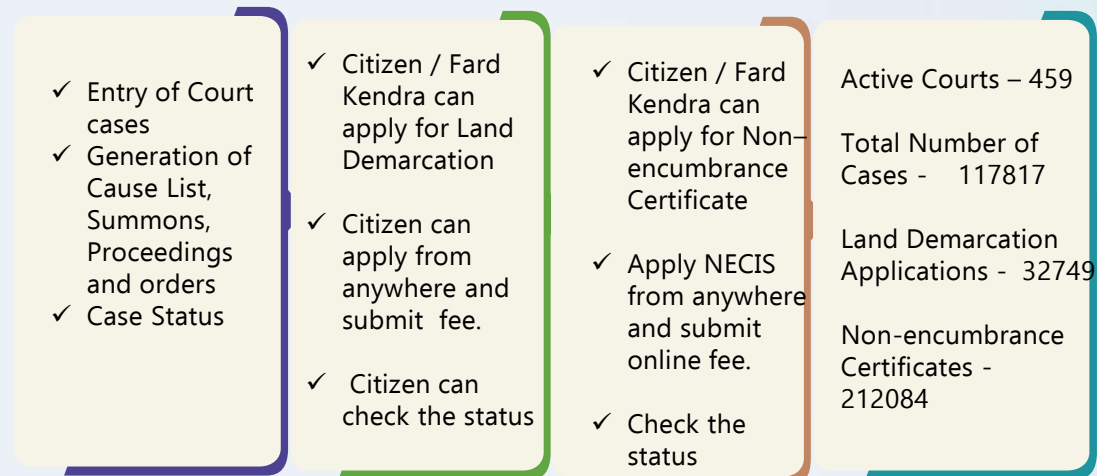 ✓ Entry of Court
cases
✓ Generation of
Cause List,
Summons,
Proceedings
and orders
✓ Case Status
✓ Citizen / Fard
Kendra can
apply for Land
Demarcation
✓ Citizen can
apply from
anywhere and
submit fee.
✓ Citizen can
check the status
✓ Citizen / Fard
Kendra can
apply for Non–
encumbrance
Certificate
✓ Apply NECIS
from anywhere
and submit
online fee.
✓ Check the
status
Active Courts – 459
Total Number of
Cases - 117817
Land Demarcation
Applications - 32749
Non-encumbrance
Certificates -
212084